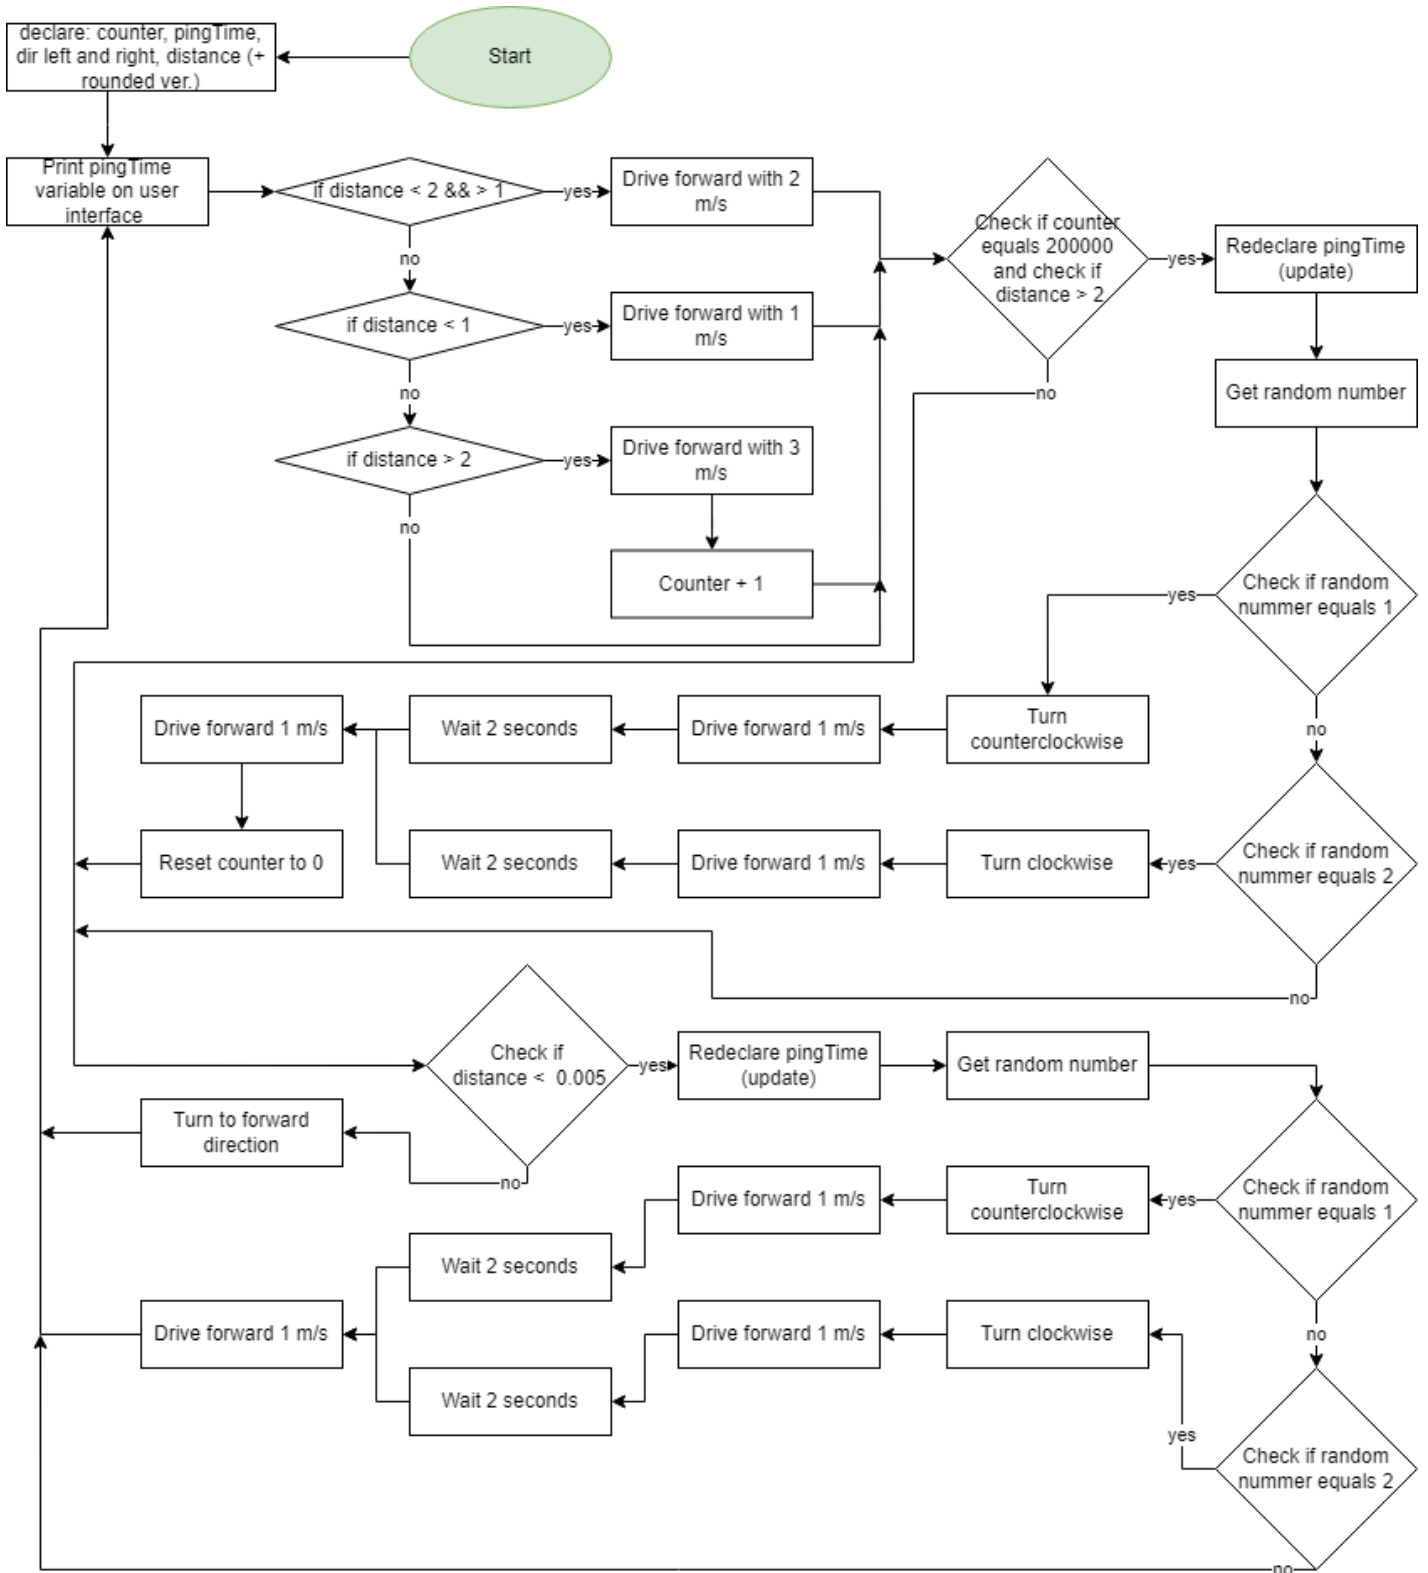 declare: counter, pingTime,
dir left and right, distance (+
rounded ver.)
Start
Print pingTime
variable on user
interface
if distance < 2 && > 1
yes
Drive forward with 2
m/s
Check if counter
equals 200000
and check if
distance > 2
yes
Redeclare pingTime
(update)
no
if distance < 1
yes
Drive forward with 1
m/s
no
no
Get random number
if distance > 2
yes
Drive forward with 3
m/s
no
Counter + 1
Check if random
nummer equals 1
yes
no
Drive forward 1 m/s
Wait 2 seconds
Drive forward 1 m/s
Turn
counterclockwise
Reset counter to 0
Wait 2 seconds
Drive forward 1 m/s
Turn clockwise
yes
Check if random
nummer equals 2
no
Check if
distance <  0.005
yes
Redeclare pingTime
(update)
Get random number
Turn to forward
direction
no
Drive forward 1 m/s
Turn
counterclockwise
yes
Check if random
nummer equals 1
Wait 2 seconds
no
Drive forward 1 m/s
Drive forward 1 m/s
Turn clockwise
Wait 2 seconds
yes
Check if random
nummer equals 2
no